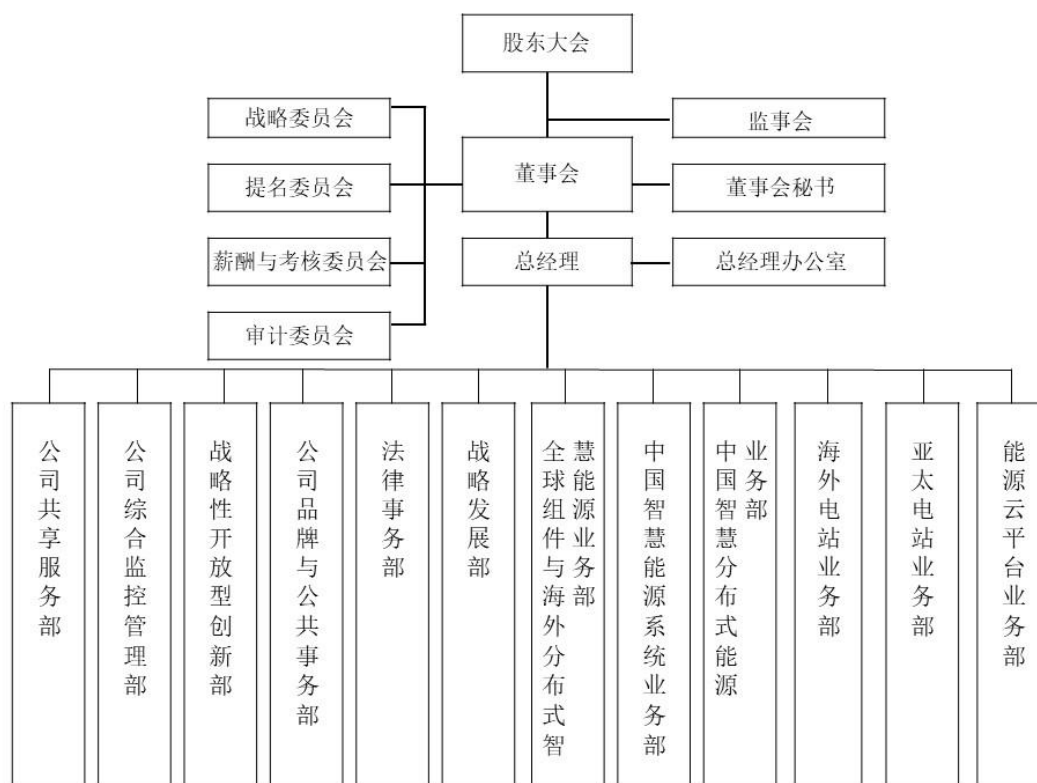 股东大会
战略委员会
监事会
提名委员会
董事会
董事会秘书
薪酬与考核委员会
总经理
总经理办公室
审计委员会
公司共享服务部
公司综合监控管理部
战略性开放型创新部
公司品牌与公共事务部
法律事务部
战略发展部
全球组件与海外分布式智
慧能源业务部
中国智慧能源系统业务部
中国智慧分布式能源
业务部
海外电站业务部
亚太电站业务部
能源云平台业务部